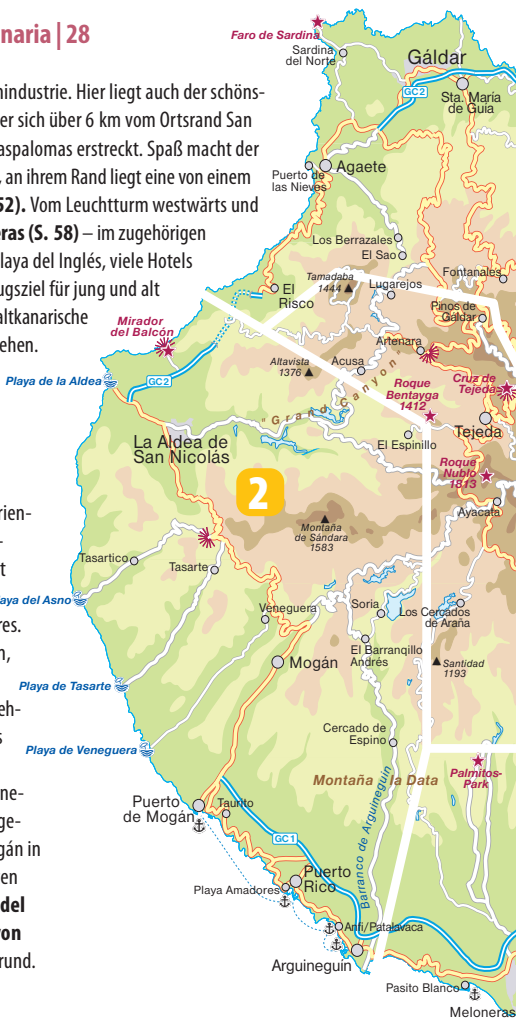 naria | 28
nindustrie. Hier liegt auch der schöns-
er sich über 6 km vom Ortsrand San
aspalomas erstreckt. Spaß macht der
, an ihrem Rand liegt eine von einem
52). Vom Leuchtturm westwärts und
eras (S. 58) – im zugehörigen
laya del Inglés, viele Hotels
ugsziel für jung und alt
altkanarische
ehen.
rien-
-
t
res.
n,
eh-
s
ne-
ge-
gán in
en
del
ron
rund.
Faro de Sardina
Sardina
del Norte
Gáldar
GC2
Sta. María
de Guía
Agaete
Puerto de
las Nieves
Los Berrazales
El Sao
Fontanales
Tamadaba
1444
Lugarejos
El
Risco
Pinos de
Gáldar
Mirador
del Balcón
Artenara
Altavista
1376
Acusa
Playa de la Aldea
GC2
"Grand Canyon"
Roque
Bentayga
1412
Cruz de
Tejeda
Tejeda
La Aldea de
San Nicolás
El Espinillo
Roque
Nublo
1813
2
Ayacata
Montaña
de Sándara
1583
Tasartico
Tasarte
aya del Asno
Veneguera
Soria
Los Cercados
de Araña
El Barranquillo
Andrés
Mogán
Santidad
1193
Playa de Tasarte
Cercado de
Espino
Playa de Veneguera
Montaña la Data
Palmitos-
Park
Puerto
de Mogán
Taurito
GC1
Barranco de Arguineguín
Puerto
Rico
Playa Amadores
Anfi/Patalavaca
Arguineguín
Pasito Blanco
Meloneras